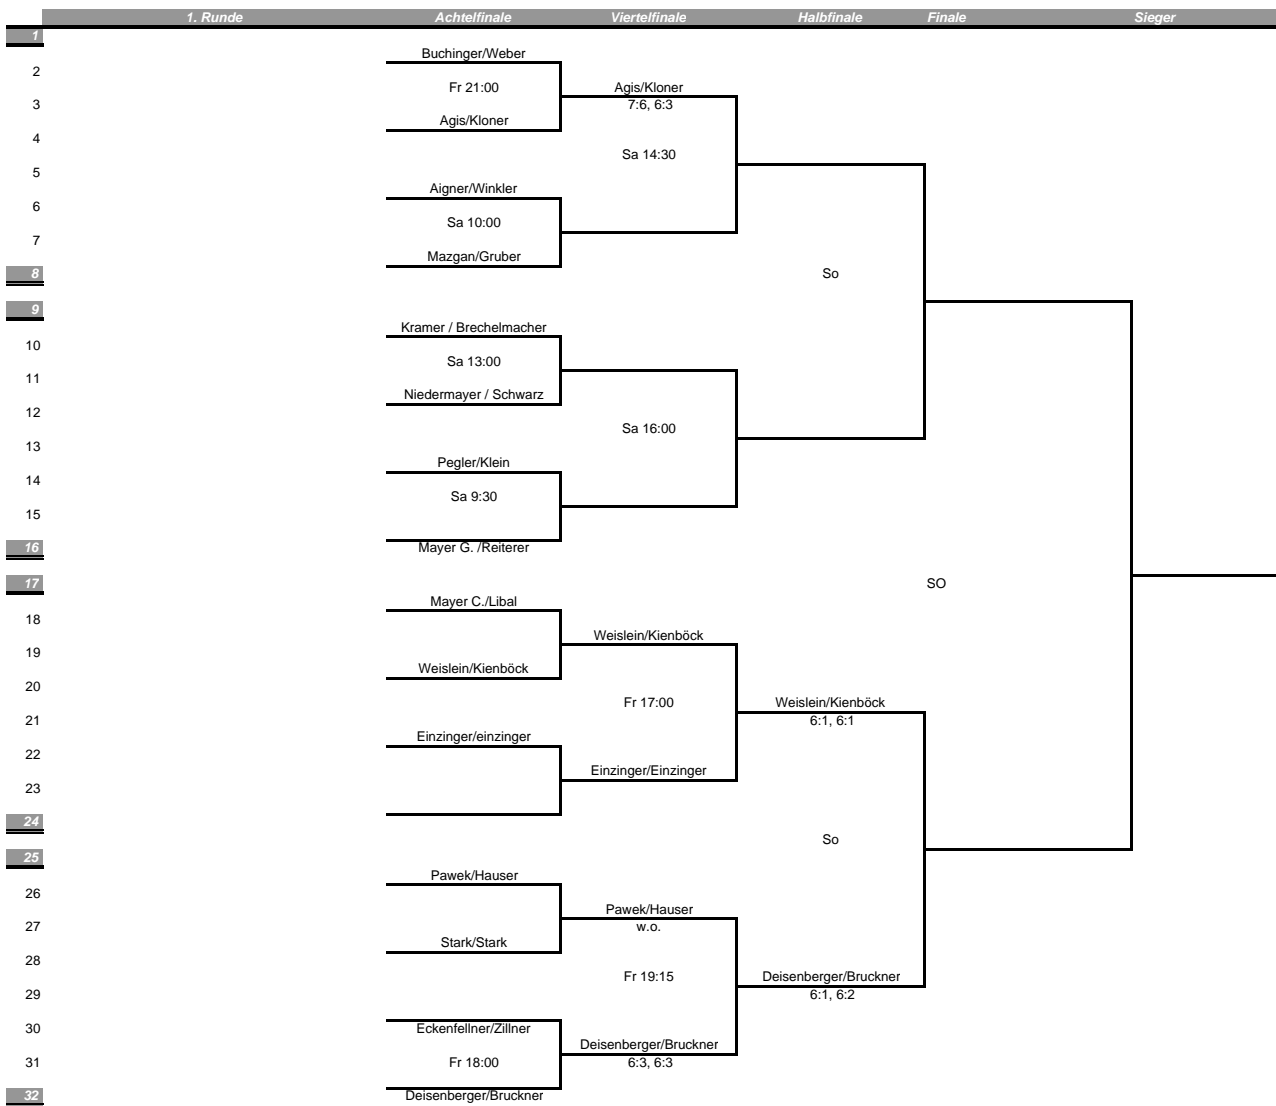 1. Runde Achtelfinale Viertelfinale Halbfinale Finale Sieger
1
Buchinger/Weber
2
Fr 21:00 Agis/Kloner
3 7:6, 6:3
Agis/Kloner
4
Sa 14:30
5
Aigner/Winkler
6
Sa 10:00
7
Mazgan/Gruber
8 So
9
Kramer / Brechelmacher
10
Sa 13:00
11
Niedermayer / Schwarz
12
Sa 16:00
13
Pegler/Klein
14
Sa 9:30
15
16 Mayer G. /Reiterer
17 SO
Mayer C./Libal
18
Weislein/Kienböck
19
Weislein/Kienböck
20
Fr 17:00 Weislein/Kienböck
21 6:1, 6:1
Einzinger/einzinger
22
Einzinger/Einzinger
23
24
So
25
Pawek/Hauser
26
Pawek/Hauser
27 w.o.
Stark/Stark
28
Fr 19:15 Deisenberger/Bruckner
29 6:1, 6:2
30 Eckenfellner/Zillner
Deisenberger/Bruckner
31 Fr 18:00 6:3, 6:3
32 Deisenberger/Bruckner